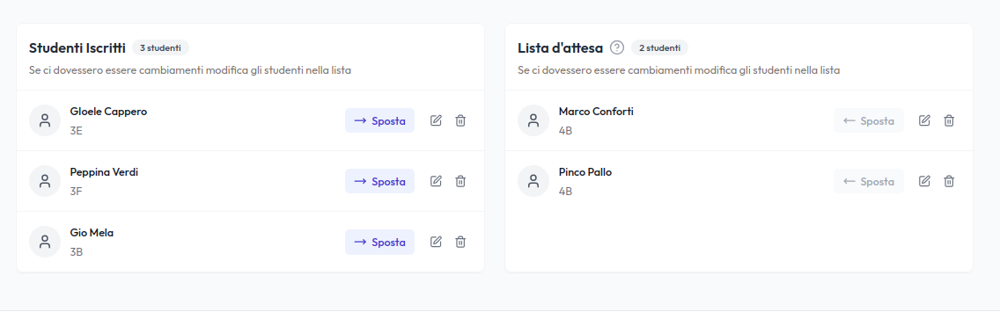 Studenti Iscritti 3 studenti
Se ci dovessero essere cambiamenti modifica gli studenti nella lista
Gloele Cappero
3E
→ Sposta
Peppina Verdi
3F
→ Sposta
Gio Mela
3B
→ Sposta
Lista d'attesa ? 2 studenti
Se ci dovessero essere cambiamenti modifica gli studenti nella lista
Marco Conforti
4B
← Sposta
Pinco Pallo
4B
← Sposta